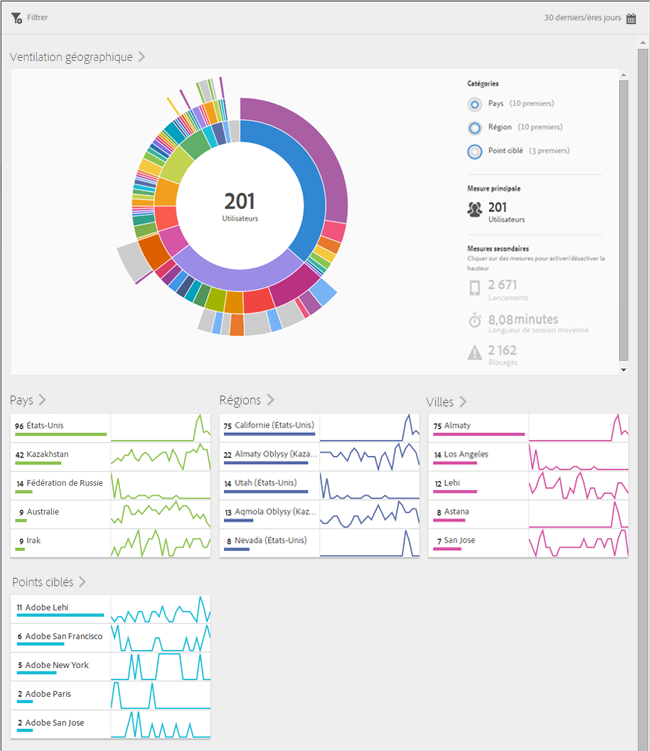 Filtrer
30 derniers/ères jours
Ventilation géographique
201
Utilisateurs
Catégories
Pays (10 premiers)
Région (10 premiers)
Point ciblé (3 premiers)
Mesure principale
201
Utilisateurs
Mesures secondaires
Cliquer sur des mesures pour activer/désactiver la
hauteur
2 671
Lancements
8,08minutes
Longueur de session moyenne
2 162
Blocages
Pays
96 États-Unis
42 Kazakhstan
14 Fédération de Russie
9 Australie
9 Irak
Régions
75 Californie (États-Unis)
22 Almaty Oblysy (Kaza...
14 Utah (États-Unis)
13 Aqmola Oblysy (Kaz...
8 Nevada (Etats-Unis)
Villes
75 Almaty
14 Los Angeles
12 Lehi
8 Astana
7 San Jose
Points ciblés
11 Adobe Lehi
6 Adobe San Francisco
5 Adobe New York
2 Adobe Paris
2 Adobe San Jose